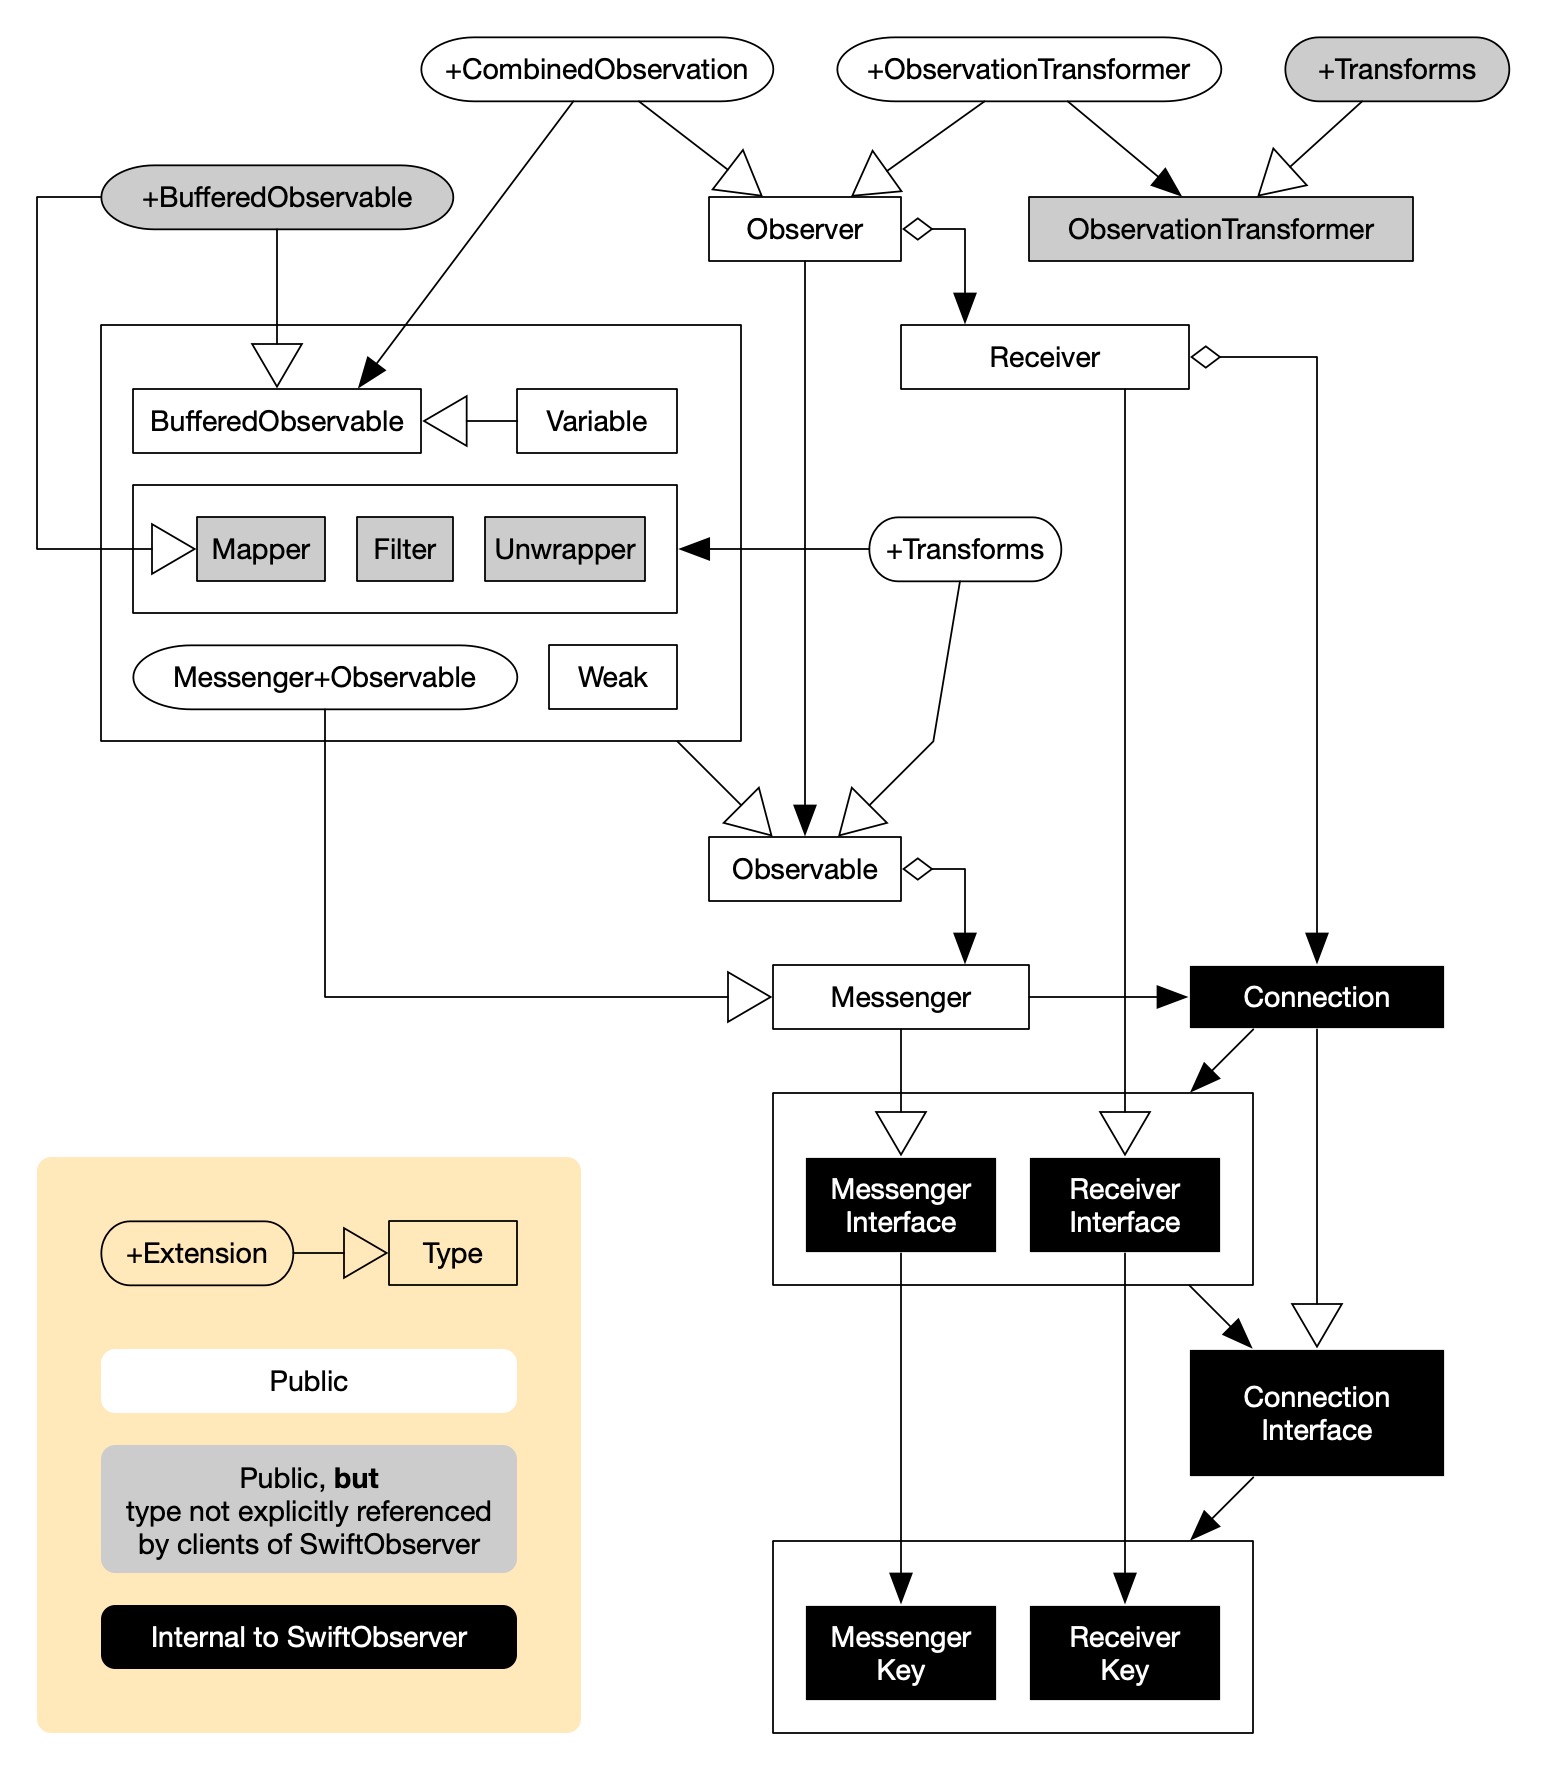 +CombinedObservation
+ObservationTransformer
+Transforms
+BufferedObservable
Observer
ObservationTransformer
Receiver
BufferedObservable
Variable
Mapper
Filter
Unwrapper
+Transforms
Messenger+Observable
Weak
Observable
Messenger
Connection
Messenger
Interface
Receiver
Interface
+Extension
Type
Public
Connection
Interface
Public, but
type not explicitly referenced
by clients of SwiftObserver
Internal to SwiftObserver
Messenger
Key
Receiver
Key